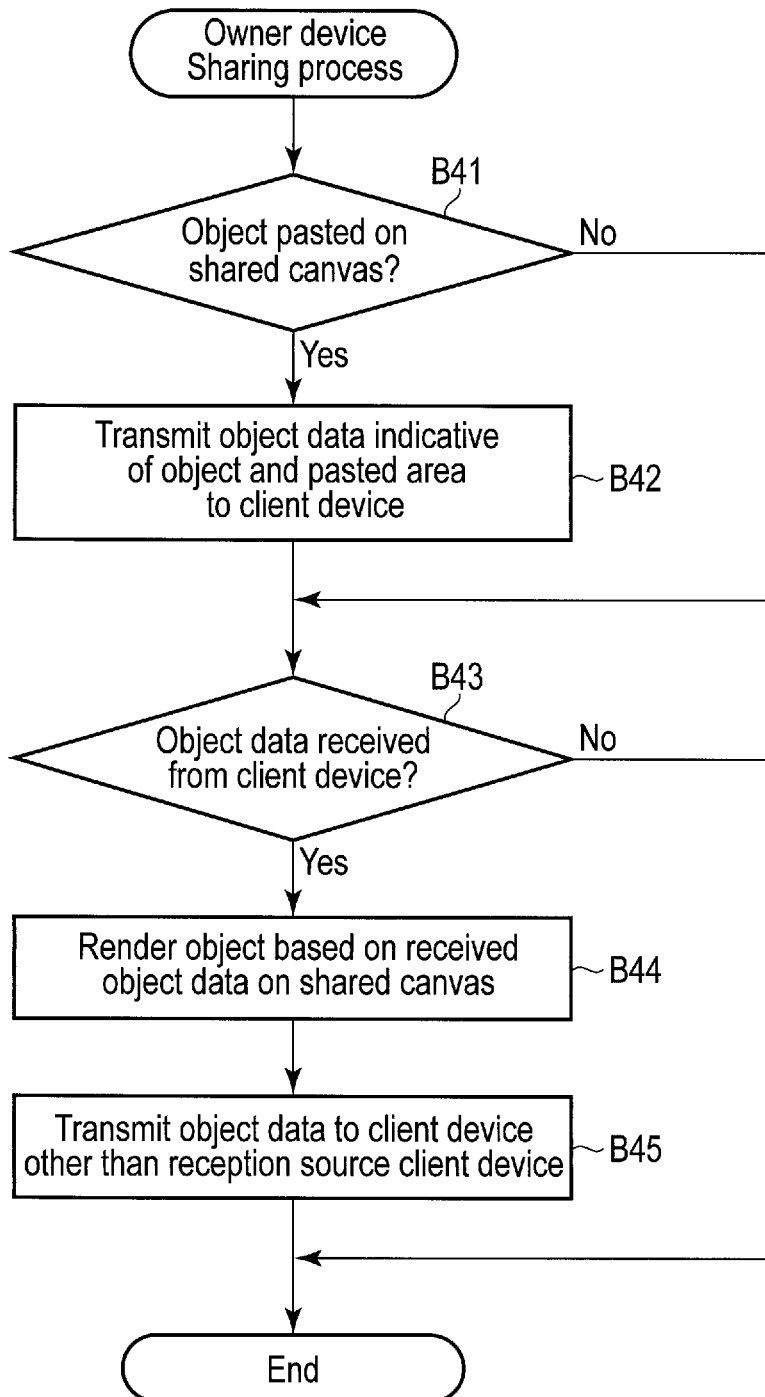 Owner device
Sharing process
B41
Object pasted on
shared canvas?
No
Yes
Transmit object data indicative
of object and pasted area
to client device
B42
B43
Object data received
from client device?
No
Yes
Render object based on received
object data on shared canvas
B44
Transmit object data to client device
other than reception source client device
B45
End